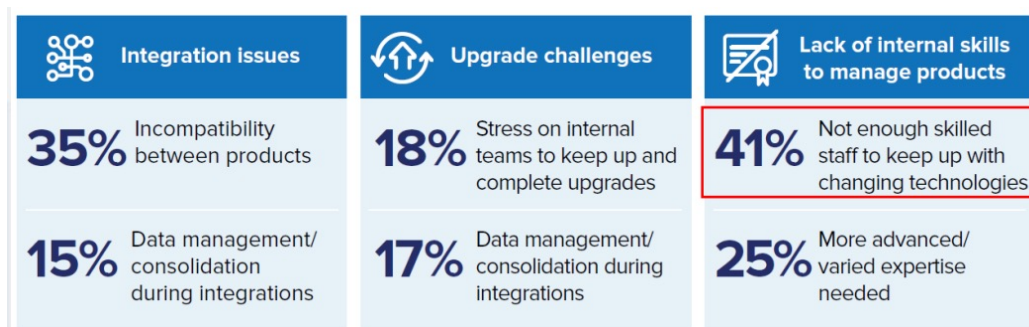 Integration issues
35%
Incompatibility
between products
15%
Data management/
consolidation
during integrations
Upgrade challenges
18%
Stress on internal
teams to keep up and
complete upgrades
17%
Data management/
consolidation during
integrations
Lack of internal skills
to manage products
41%
Not enough skilled
staff to keep up with
changing technologies
25%
More advanced/
varied expertise
needed